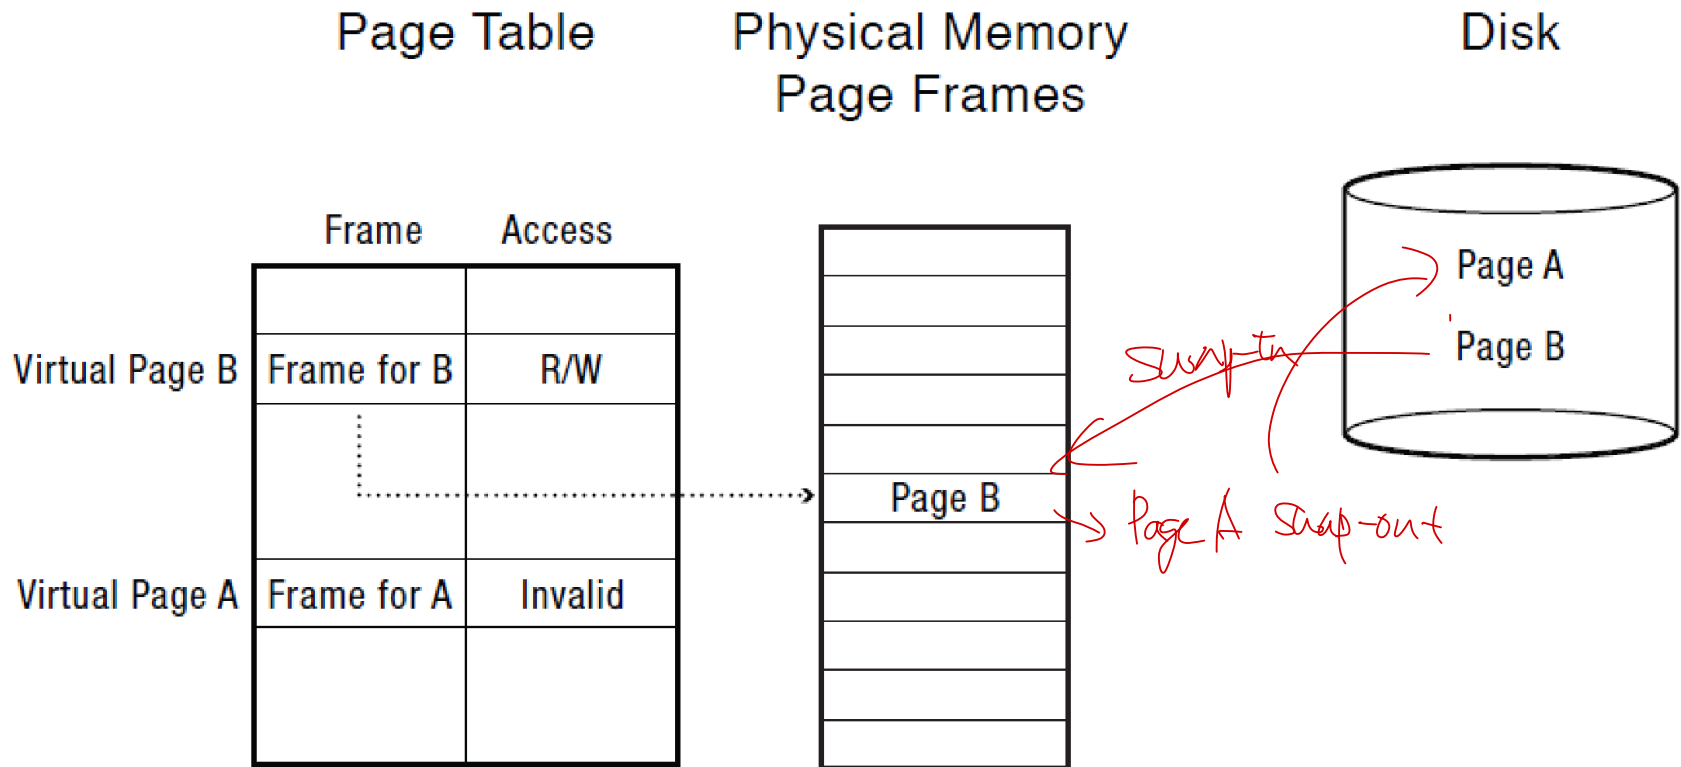 Page Table
Physical Memory
Page Frames
Disk
Frame
Access
Page A
Virtual Page B
Frame for B
R/W
swap-in
Page B
Page B
Page A swap-out
Virtual Page A
Frame for A
Invalid